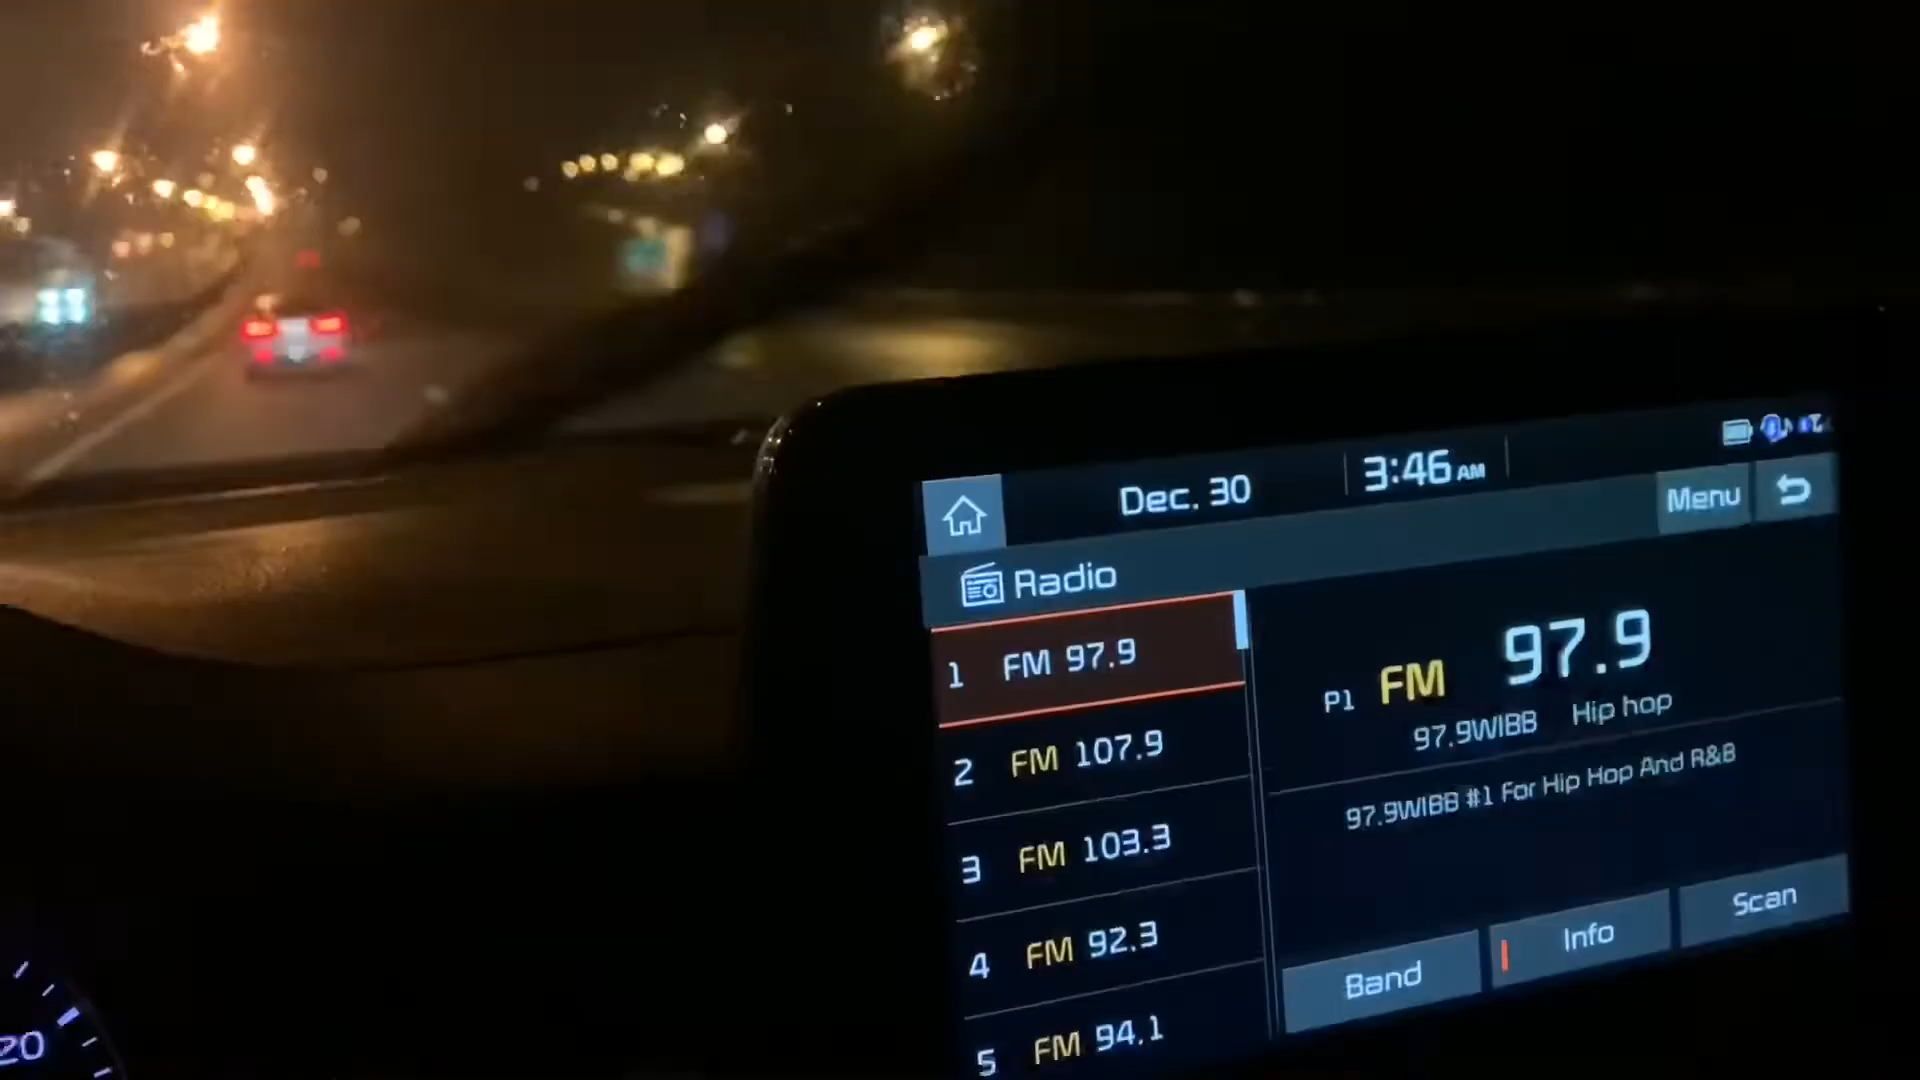 Dec. 30
3:46 AM
Menu
Radio
1 FM 97.9
2 FM 107.9
3 FM 103.3
4 FM 92.3
5 FM 94.1
P1 FM 97.9
97.9WIBB Hip hop
97.9WIBB #1 For Hip Hop And R&B
Band
Info
Scan
20